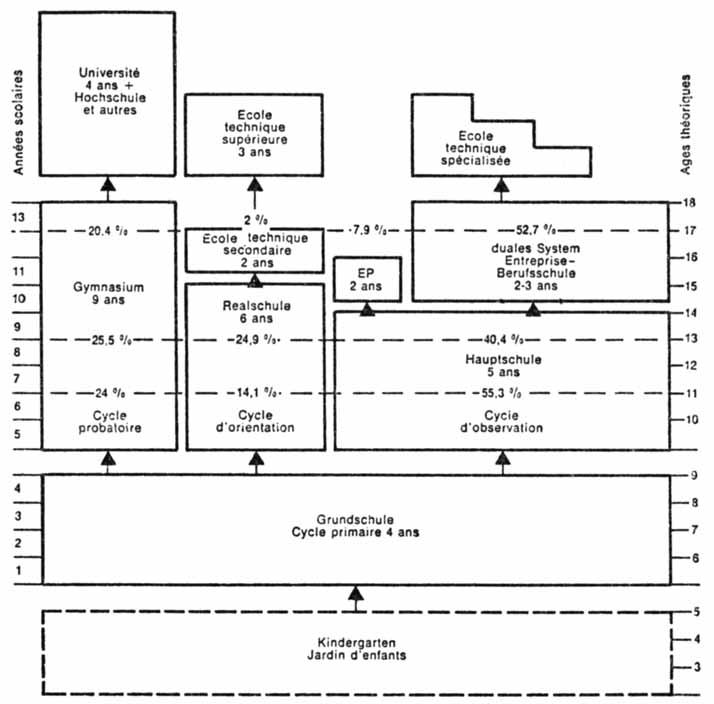 Années scolaires
Ages théoriques
Université
4 ans +
Hochschule
et autres
Ecole
technique
supérieure
3 ans
Ecole
technique
spécialisée
18
13
20,4 %
2 %
7,9 %
52,7 %
17
Ecole technique
secondaire
2 ans
duales System
Entreprise-
Berufsschule
2-3 ans
16
11
EP
2 ans
15
Gymnasium
9 ans
10
Realschule
6 ans
14
9
25,5 %
24,9 %
40,4 %
13
8
Hauptschule
5 ans
12
7
24 %
14,1 %
55,3 %
11
6
Cycle
probatoire
Cycle
d'orientation
Cycle
d'observation
10
5
9
4
8
3
Grundschule
Cycle primaire 4 ans
7
2
6
1
5
Kindergarten
Jardin d'enfants
4
3